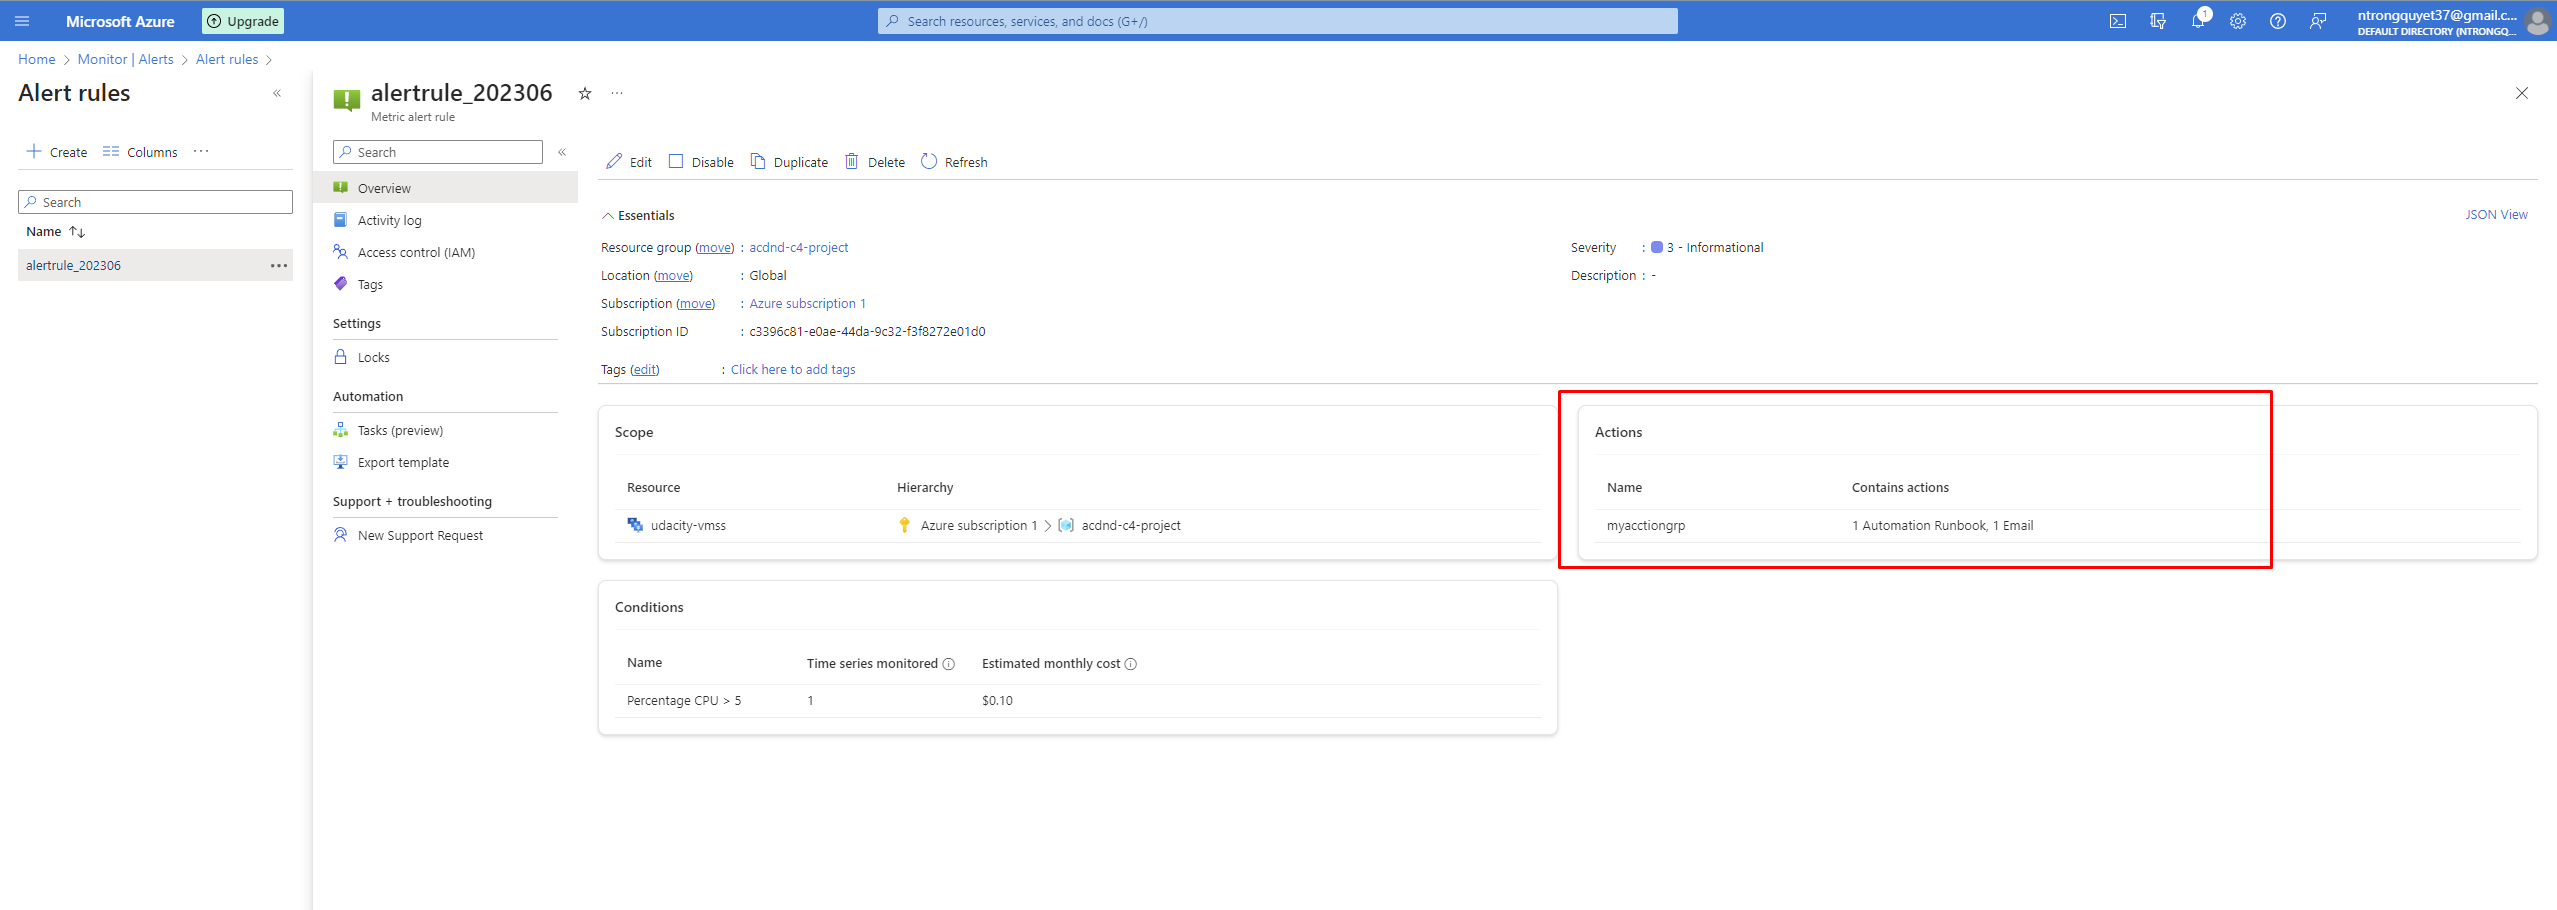 Microsoft Azure
Upgrade
Search resources, services, and docs (G+/)
1
ntrongquyet37@gmail.c...
DEFAULT DIRECTORY (NTRONGQ...
Home > Monitor | Alerts > Alert rules >
Alert rules
«
Create Columns ...
Search
Name ↑↓
alertrule_202306 ...
alertrule_202306 ...
Metric alert rule
Search «
Overview
Activity log
Access control (IAM)
Tags
Settings
Locks
Automation
Tasks (preview)
Export template
Support + troubleshooting
New Support Request
Edit Disable Duplicate Delete Refresh
Essentials JSON View
Resource group (move) : acdnd-c4-project
Location (move) : Global
Subscription (move) : Azure subscription 1
Subscription ID : c3396c81-e0ae-44da-9c32-f3f8272e01d0
Severity : 3 - Informational
Description : -
Tags (edit) : Click here to add tags
Scope
Resource Hierarchy
udacity-vmss Azure subscription 1 > acdnd-c4-project
Actions
Name Contains actions
myacctiongrp 1 Automation Runbook, 1 Email
Conditions
Name Time series monitored Estimated monthly cost
Percentage CPU > 5 1 $0.10